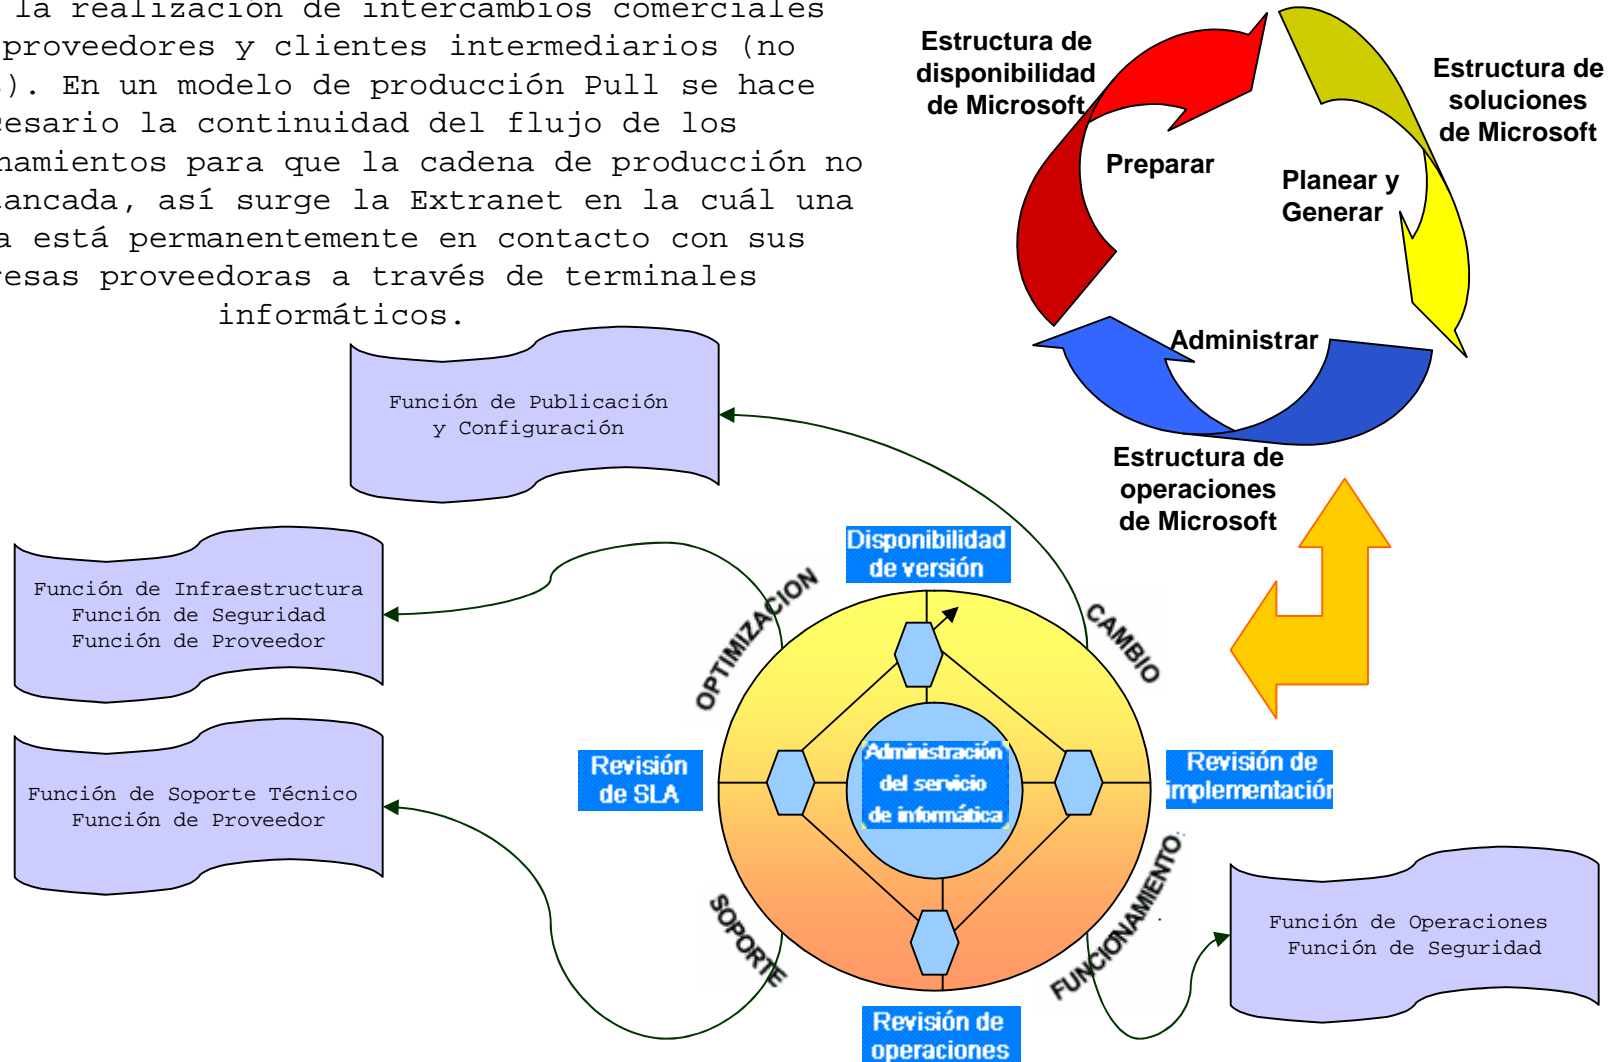 la realización de intercambios comerciales
proveedores y clientes intermediarios (no
). En un modelo de producción Pull se hace
cesario la continuidad del flujo de los
namientos para que la cadena de producción no
ancada, así surge la Extranet en la cuál una
a está permanentemente en contacto con sus
resas proveedoras a través de terminales
informáticos.
Estructura de
disponibilidad
de Microsoft
Estructura de
soluciones
de Microsoft
Preparar
Planear y
Generar
Administrar
Estructura de
operaciones
de Microsoft
Función de Publicación
y Configuración
Función de Infraestructura
Función de Seguridad
Función de Proveedor
Función de Soporte Técnico
Función de Proveedor
Disponibilidad
de versión
OPTIMIZACION
CAMBIO
Revisión
de SLA
Administración
del servicio
de informática
Revisión de
implementación
SOPORTE
FUNCIONAMIENTO
Revisión de
operaciones
Función de Operaciones
Función de Seguridad